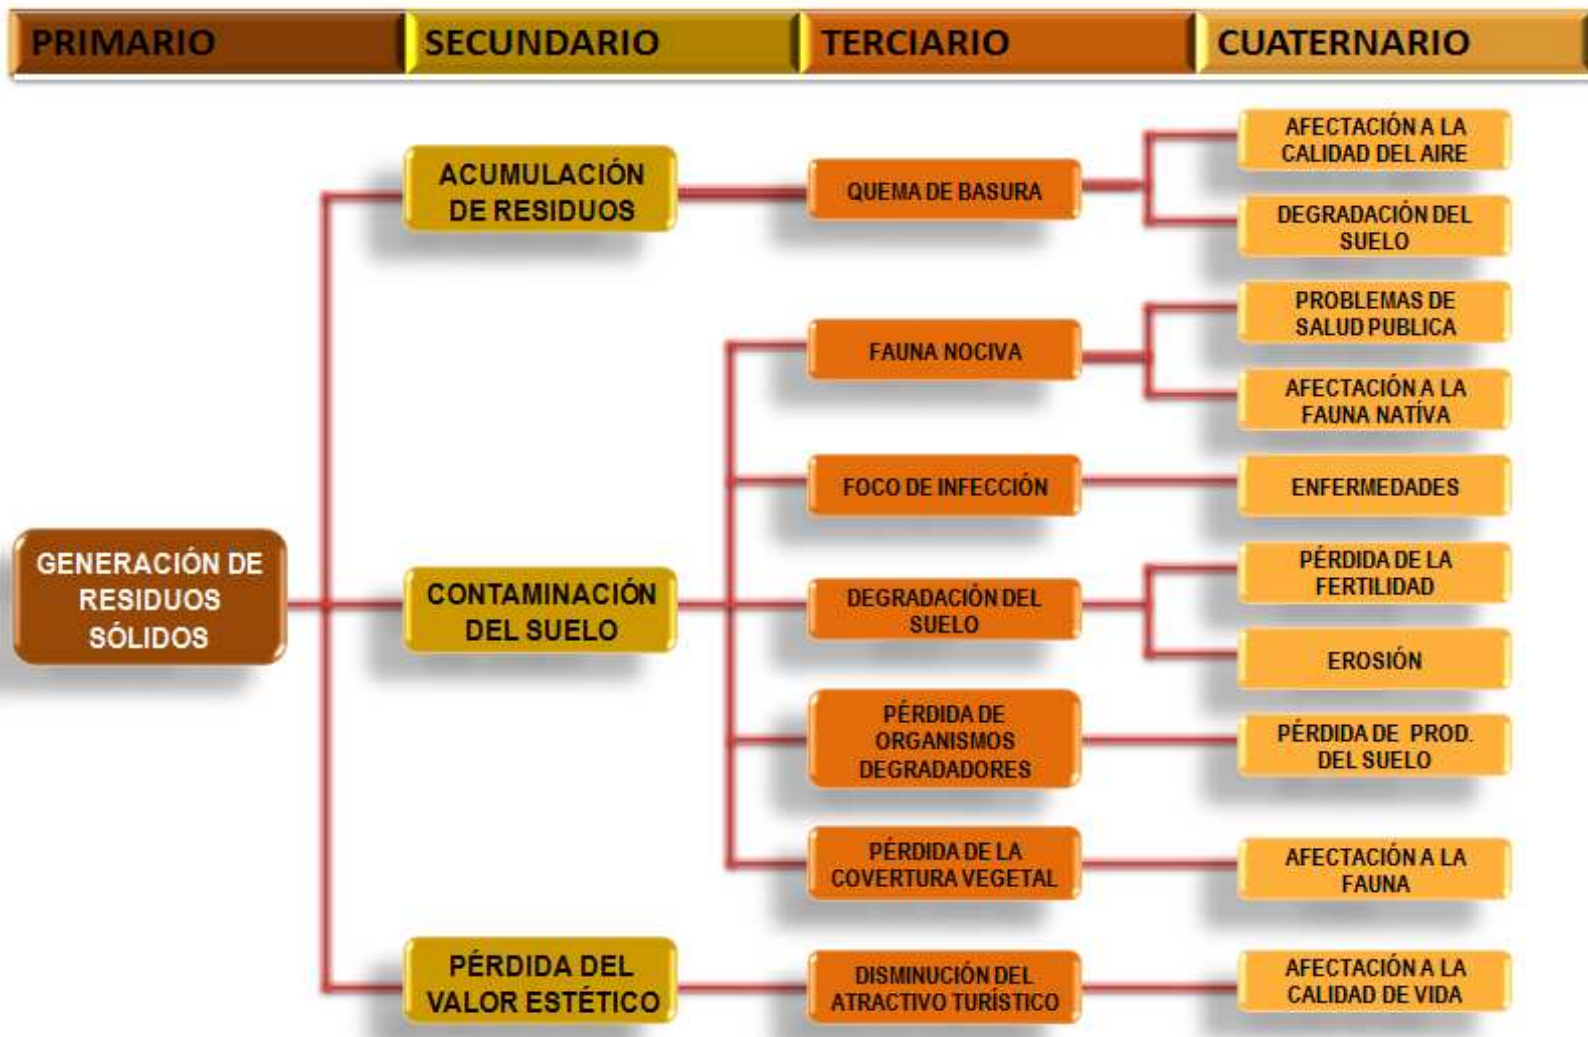 PRIMARIO
SECUNDARIO
TERCIARIO
CUATERNARIO
GENERACIÓN DE
RESIDUOS
SÓLIDOS
ACUMULACIÓN
DE RESIDUOS
CONTAMINACIÓN
DEL SUELO
PÉRDIDA DEL
VALOR ESTÉTICO
QUEMA DE BASURA
FAUNA NOCIVA
FOCO DE INFECCIÓN
DEGRADACIÓN DEL
SUELO
PÉRDIDA DE
ORGANISMOS
DEGRADADORES
PÉRDIDA DE LA
COVERTURA VEGETAL
DISMINUCIÓN DEL
ATRACTIVO TURÍSTICO
AFECTACIÓN A LA
CALIDAD DEL AIRE
DEGRADACIÓN DEL
SUELO
PROBLEMAS DE
SALUD PUBLICA
AFECTACIÓN A LA
FAUNA NATÍVA
ENFERMEDADES
PÉRDIDA DE LA
FERTILIDAD
EROSIÓN
PÉRDIDA DE PROD.
DEL SUELO
AFECTACIÓN A LA
FAUNA
AFECTACIÓN A LA
CALIDAD DE VIDA